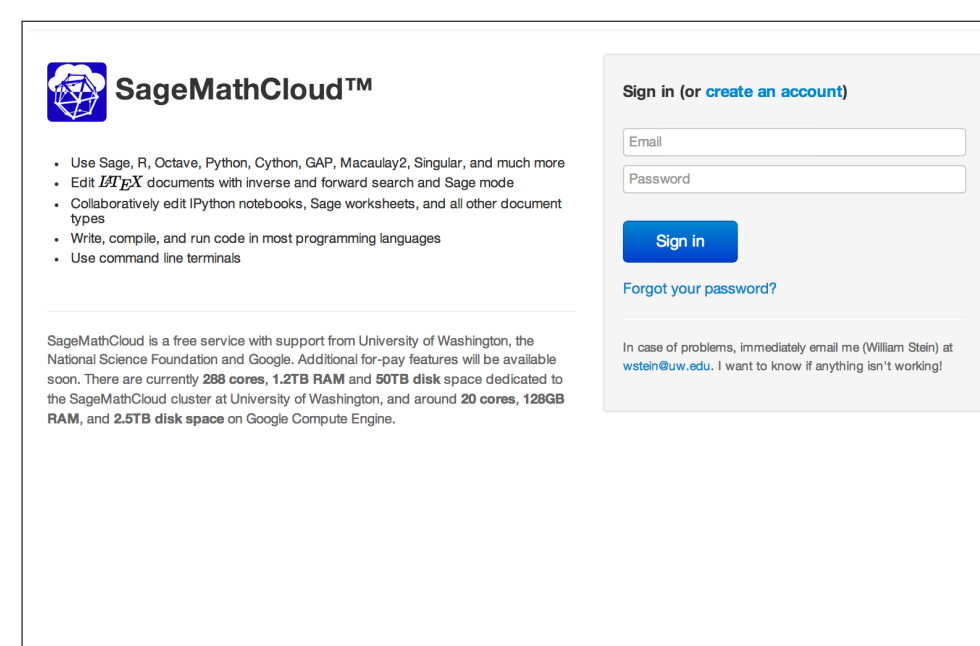 SageMathCloud™
Use Sage, R, Octave, Python, Cython, GAP, Macaulay2, Singular, and much more
Edit LATEX documents with inverse and forward search and Sage mode
Collaboratively edit IPython notebooks, Sage worksheets, and all other document
types
Write, compile, and run code in most programming languages
Use command line terminals
SageMathCloud is a free service with support from University of Washington, the
National Science Foundation and Google. Additional for-pay features will be available
soon. There are currently 288 cores, 1.2TB RAM and 50TB disk space dedicated to
the SageMathCloud cluster at University of Washington, and around 20 cores, 128GB
RAM, and 2.5TB disk space on Google Compute Engine.
Sign in (or create an account)
Email
Password
Sign in
Forgot your password?
In case of problems, immediately email me (William Stein) at
wstein@uw.edu. I want to know if anything isn't working!